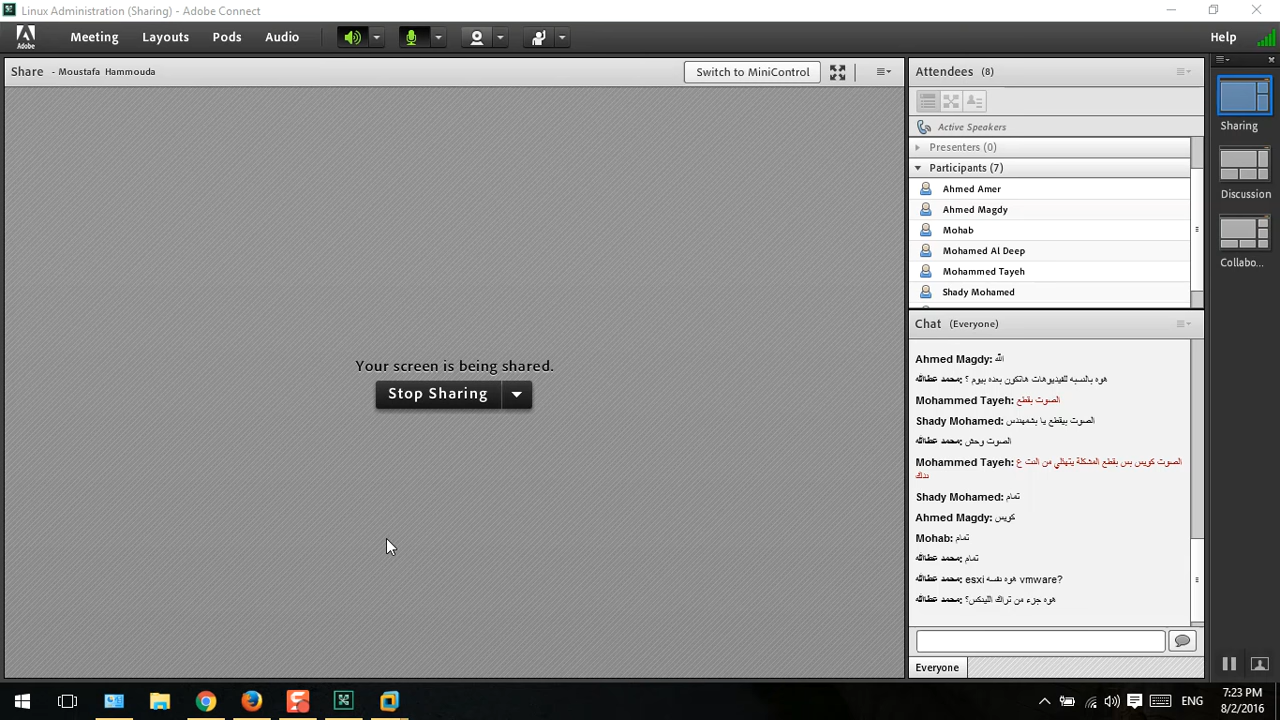 Linux Administration (Sharing) - Adobe Connect
Adobe Meeting Layouts Pods Audio Help
Share - Moustafa Hammouda Switch to MiniControl
Your screen is being shared.
Stop Sharing
Attendees (8)
Active Speakers
Presenters (0)
Participants (7)
Ahmed Amer
Ahmed Magdy
Mohab
Mohamed Al Deep
Mohammed Tayeh
Shady Mohamed
Chat (Everyone)
Ahmed Magdy: الله
محمد عطاالله: هوه بالنسبه للفيديوهات هاتكون بعده بيوم ؟
Mohammed Tayeh: الصوت بقطع
Shady Mohamed: الصوت بيقطع يا بشمهندس
محمد عطاالله: الصوت وحش
Mohammed Tayeh: الصوت كويس بس بقطع المشكلة يتهئلي من النت ع
Shady Mohamed: تمام
Ahmed Magdy: كويس
Mohab: تمام
محمد عطاالله: تمام
محمد عطاالله: esxi هوه نفسه vmware?
محمد عطاالله: هوه جزء من تراك اللينكس؟
Everyone
Sharing
Discussion
Collabo...
ENG
7:23 PM
8/2/2016